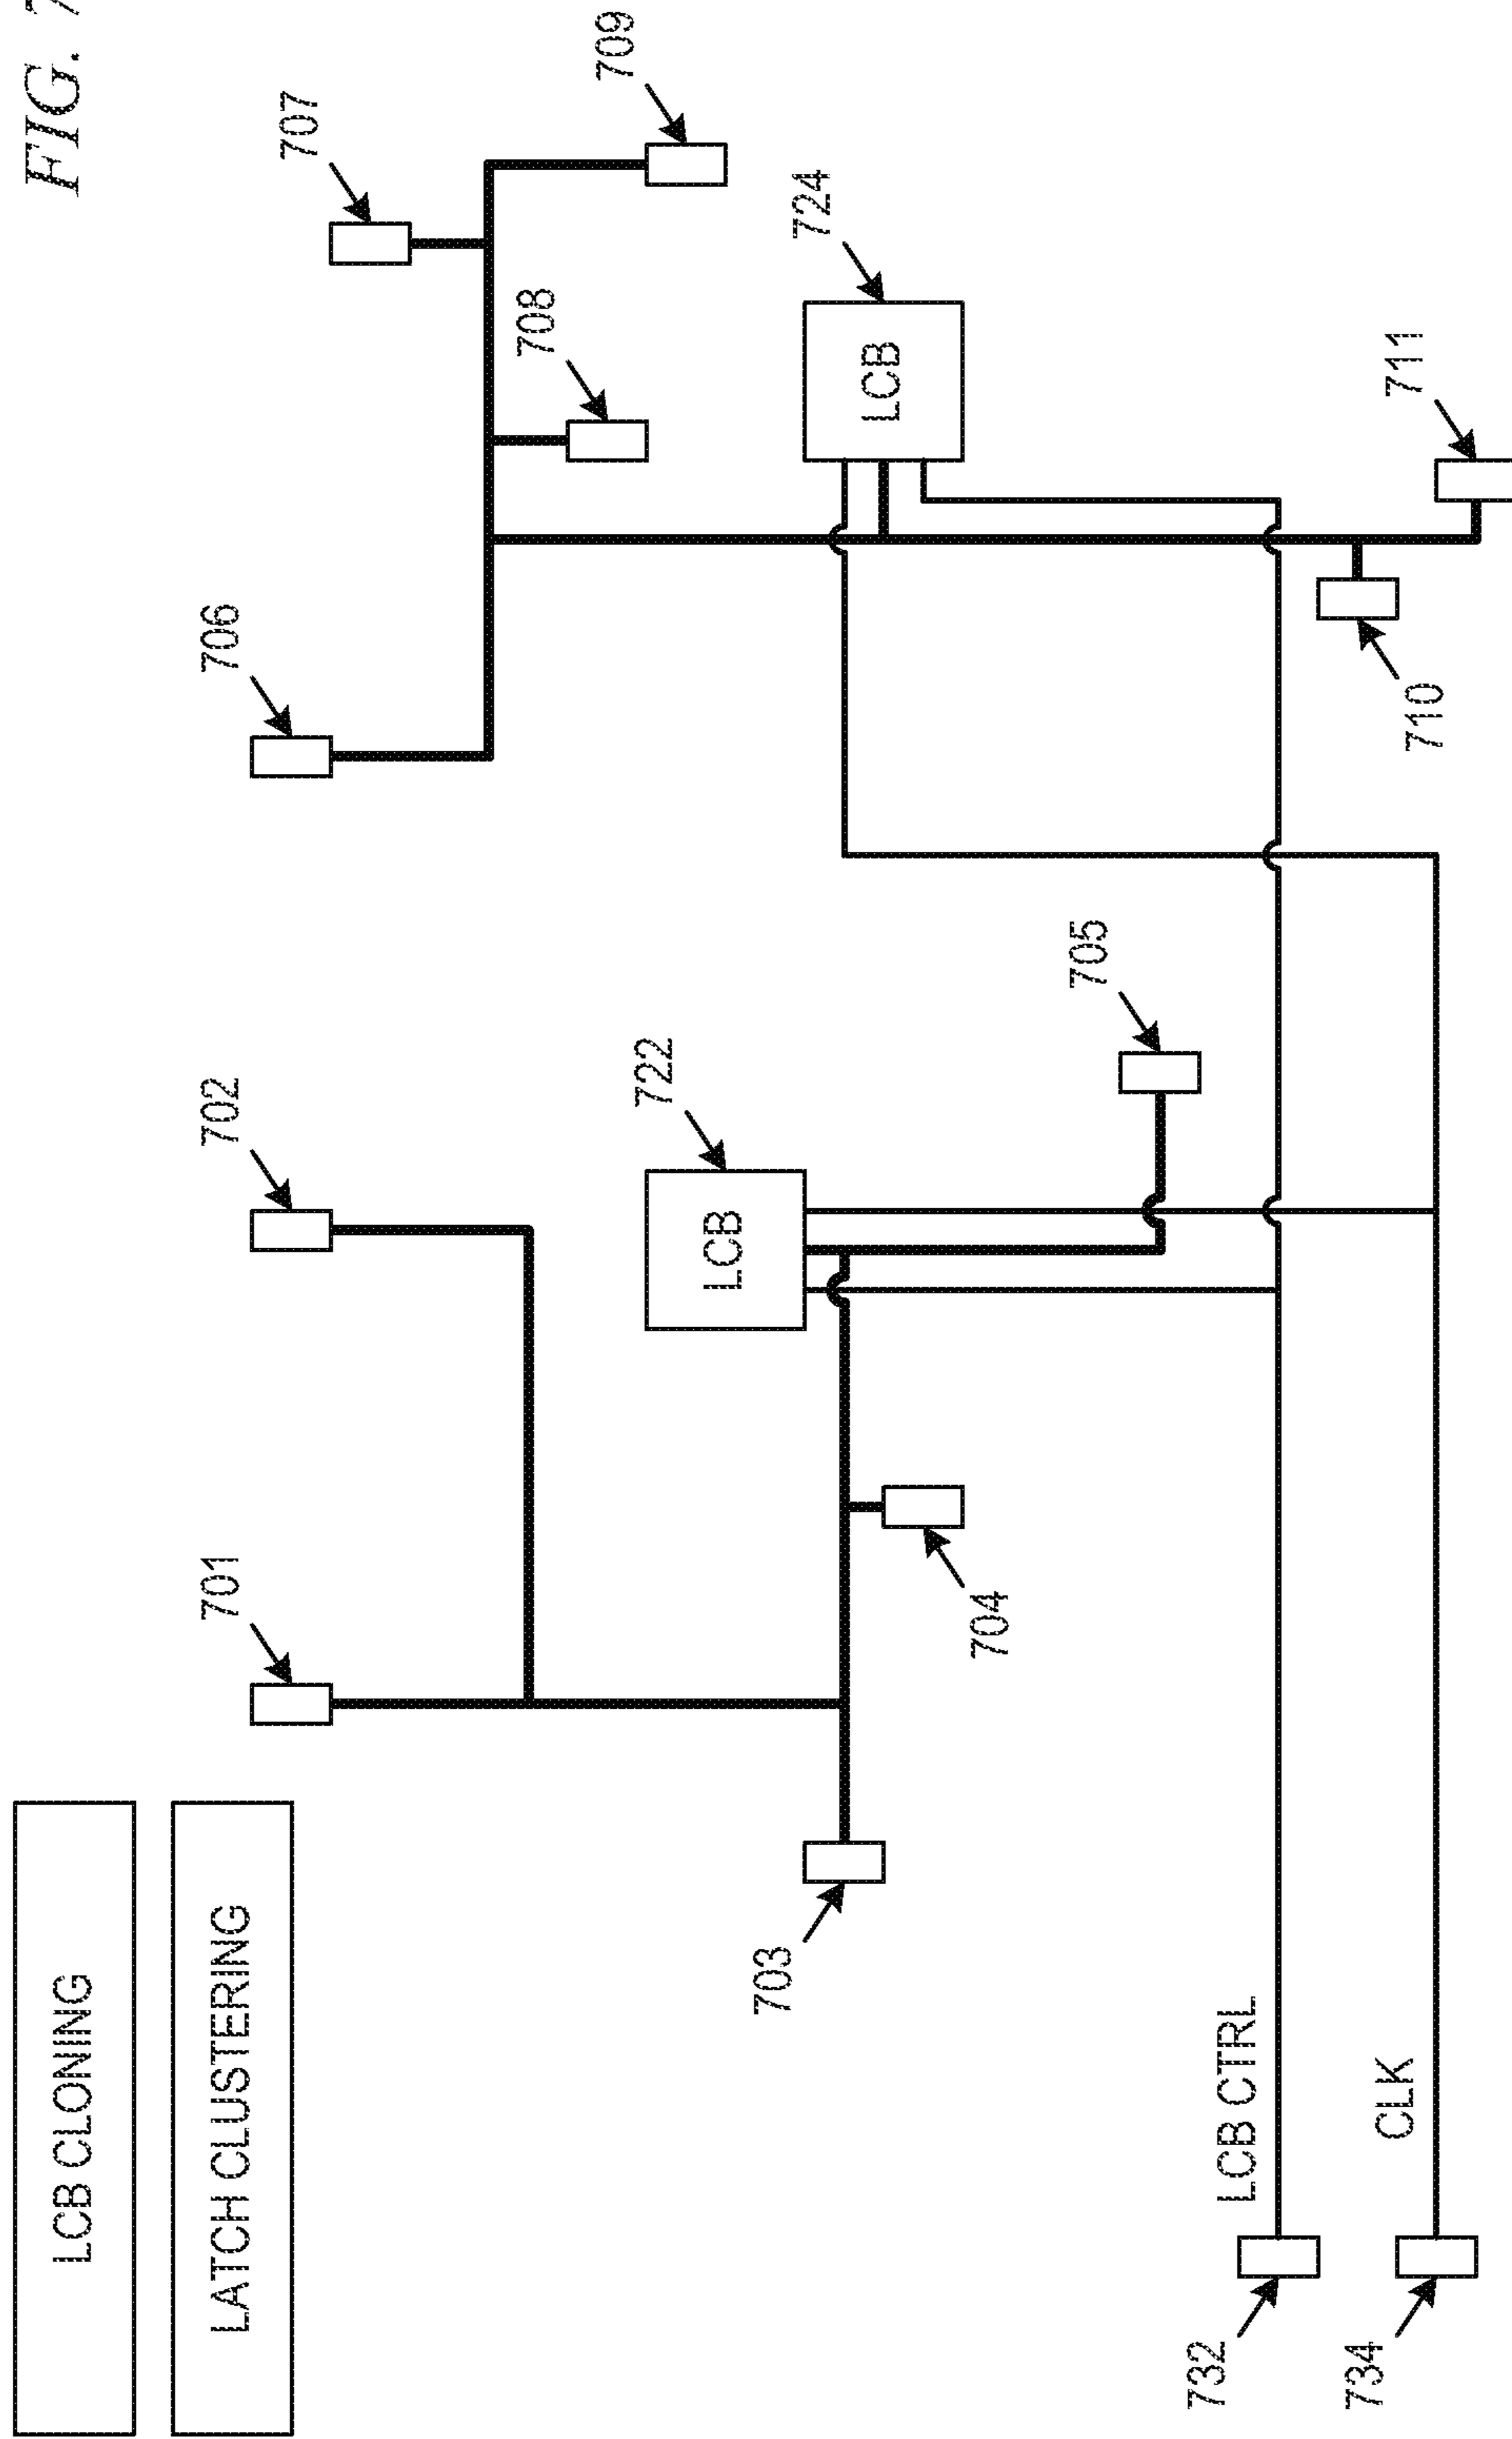 LCB CLONING
FIG. 7
LATCH CLUSTERING
701
702
706
707
708
709
722
LCB
703
724
LCB
704
705
732
LCB CTRL
734
CLK
710
711